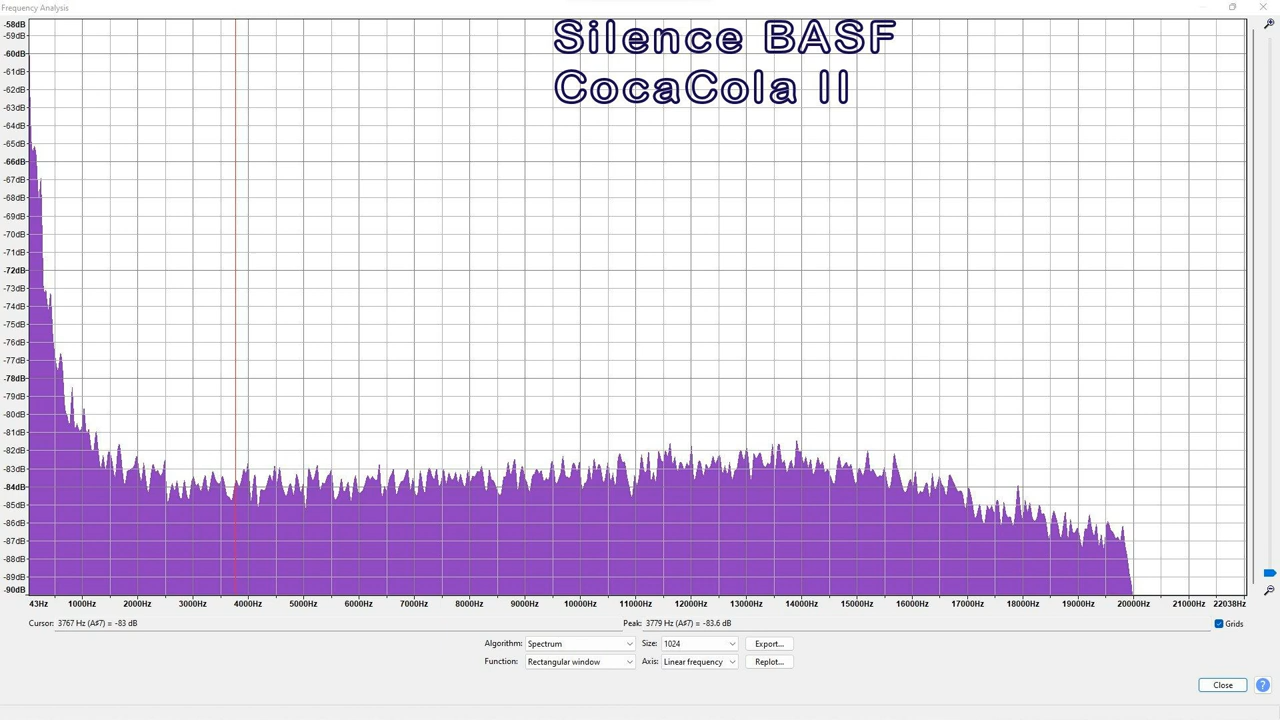 Frequency Analysis
Silence BASF
CocaCola II
-58dB
-59dB
-60dB
-61dB
-62dB
-63dB
-64dB
-65dB
-66dB
-67dB
-68dB
-69dB
-70dB
-71dB
-72dB
-73dB
-74dB
-75dB
-76dB
-77dB
-78dB
-79dB
-80dB
-81dB
-82dB
-83dB
-84dB
-85dB
-86dB
-87dB
-88dB
-89dB
-90dB
43Hz 1000Hz 2000Hz 3000Hz 4000Hz 5000Hz 6000Hz 7000Hz 8000Hz 9000Hz 10000Hz 11000Hz 12000Hz 13000Hz 14000Hz 15000Hz 16000Hz 17000Hz 18000Hz 19000Hz 20000Hz 21000Hz 22038Hz
Cursor: 3767 Hz (A#7) = -83 dB Peak: 3779 Hz (A#7) = -83.6 dB Grids
Algorithm: Spectrum Size: 1024 Export...
Function: Rectangular window Axis: Linear frequency Replot...
Close ?